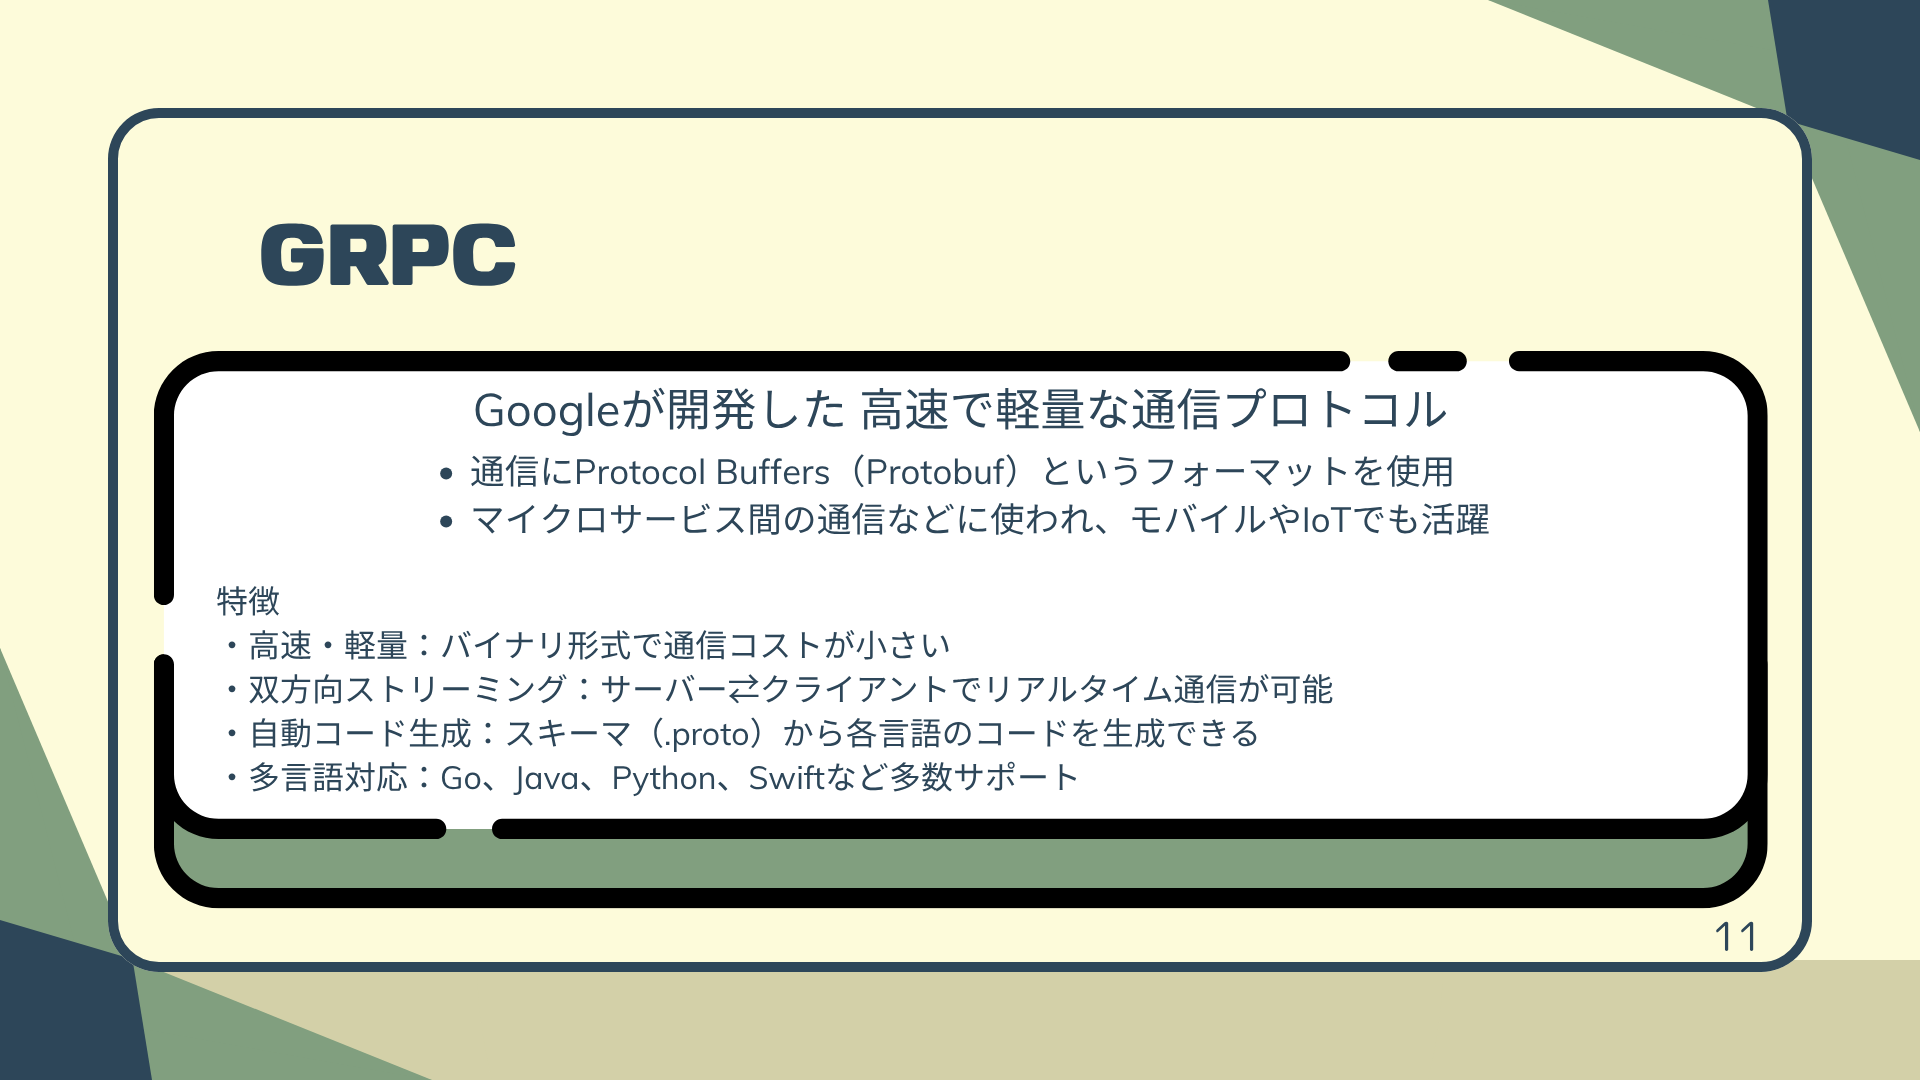 GRPC
Googleが開発した 高速で軽量な通信プロトコル
• 通信にProtocol Buffers（Protobuf）というフォーマットを使用
• マイクロサービス間の通信などに使われ、モバイルやIoTでも活躍
特徴
・高速・軽量：バイナリ形式で通信コストが小さい
・双方向ストリーミング：サーバー⇄クライアントでリアルタイム通信が可能
・自動コード生成：スキーマ（.proto）から各言語のコードを生成できる
・多言語対応：Go、Java、Python、Swiftなど多数サポート
11